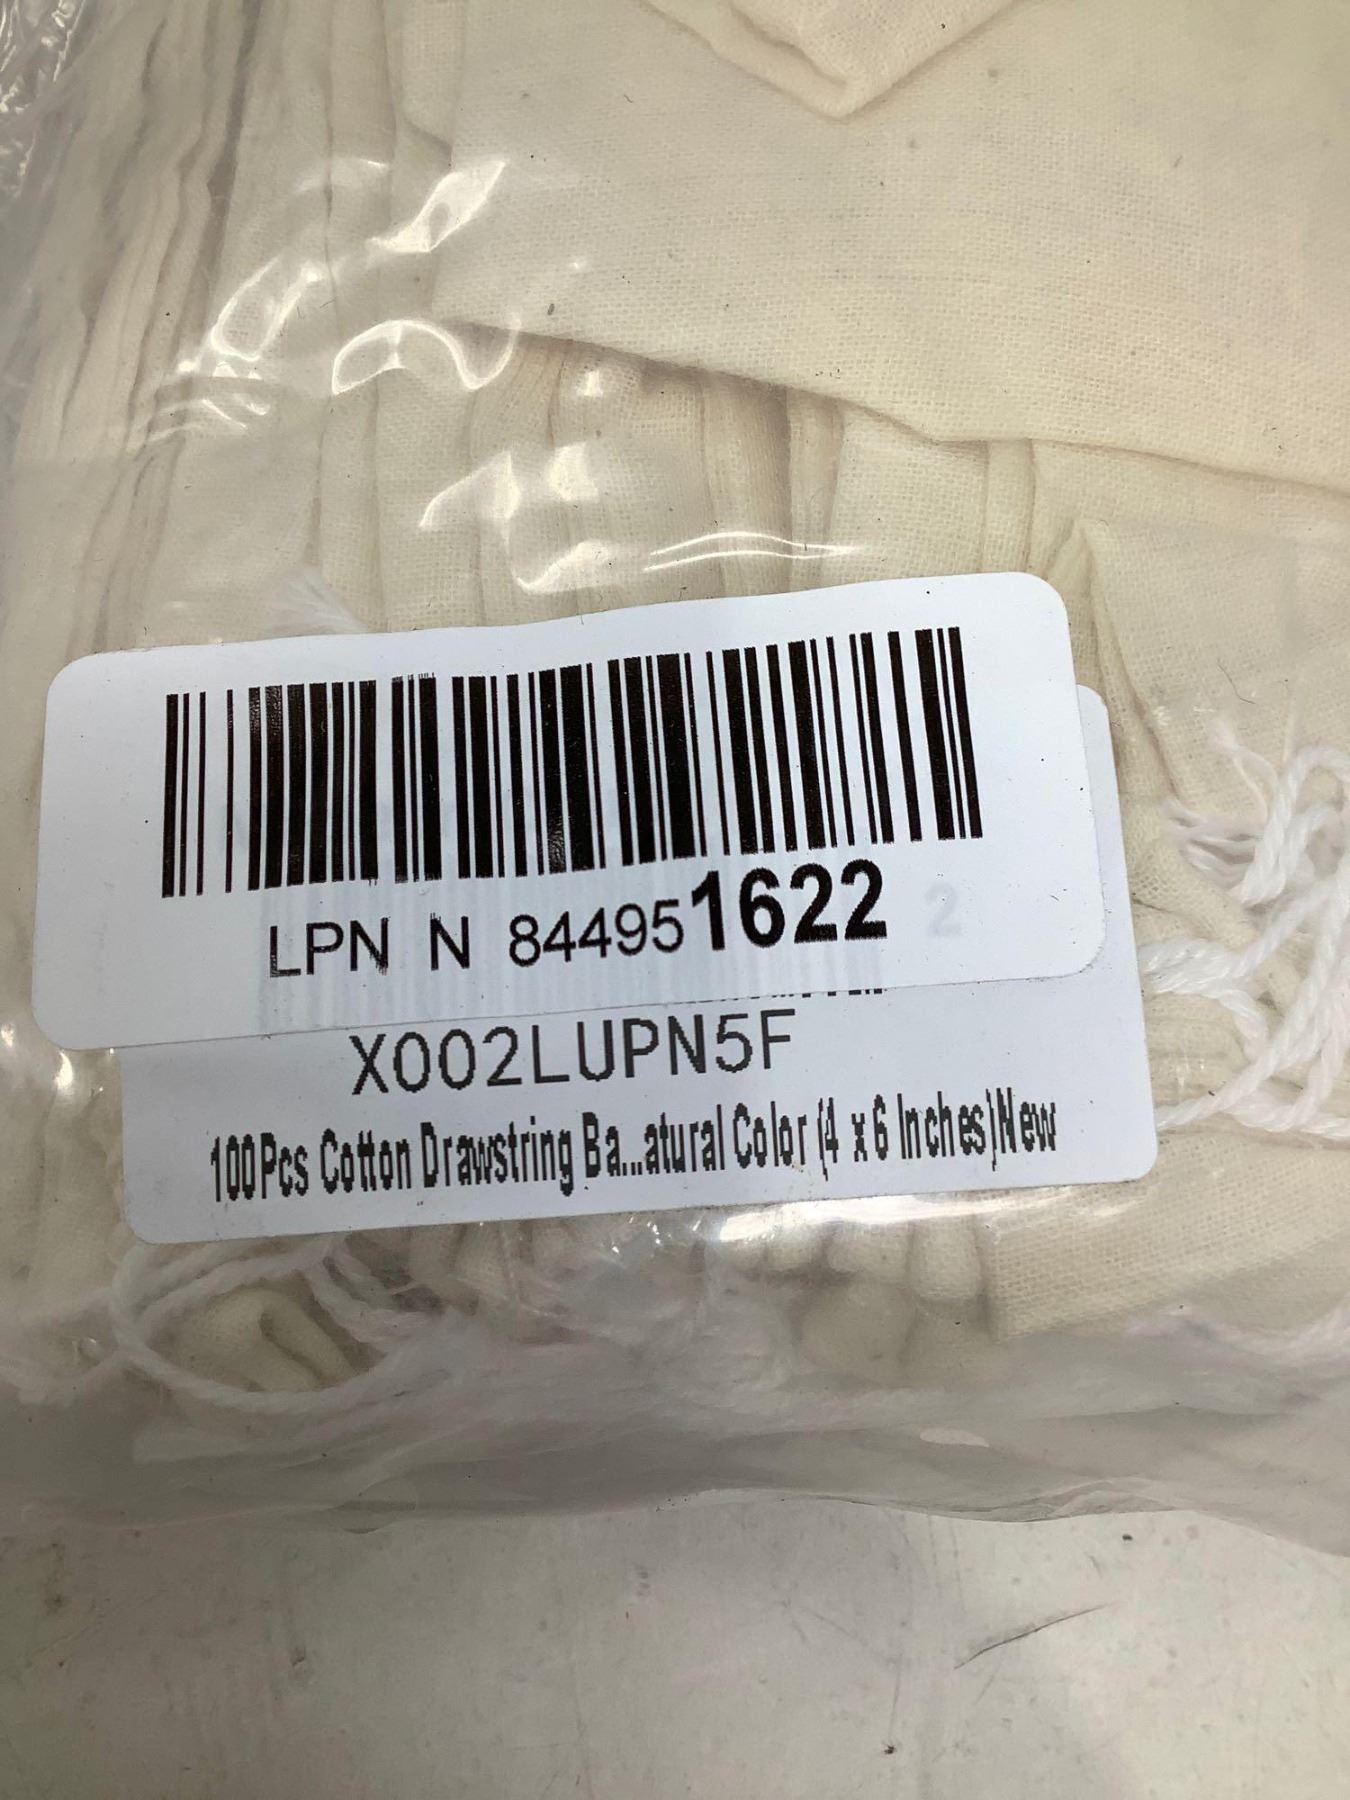 LPN N 844951622
X002LUPN5F
100Pcs Cotton Drawstring Ba...atural Color (4 x 6 Inches)New